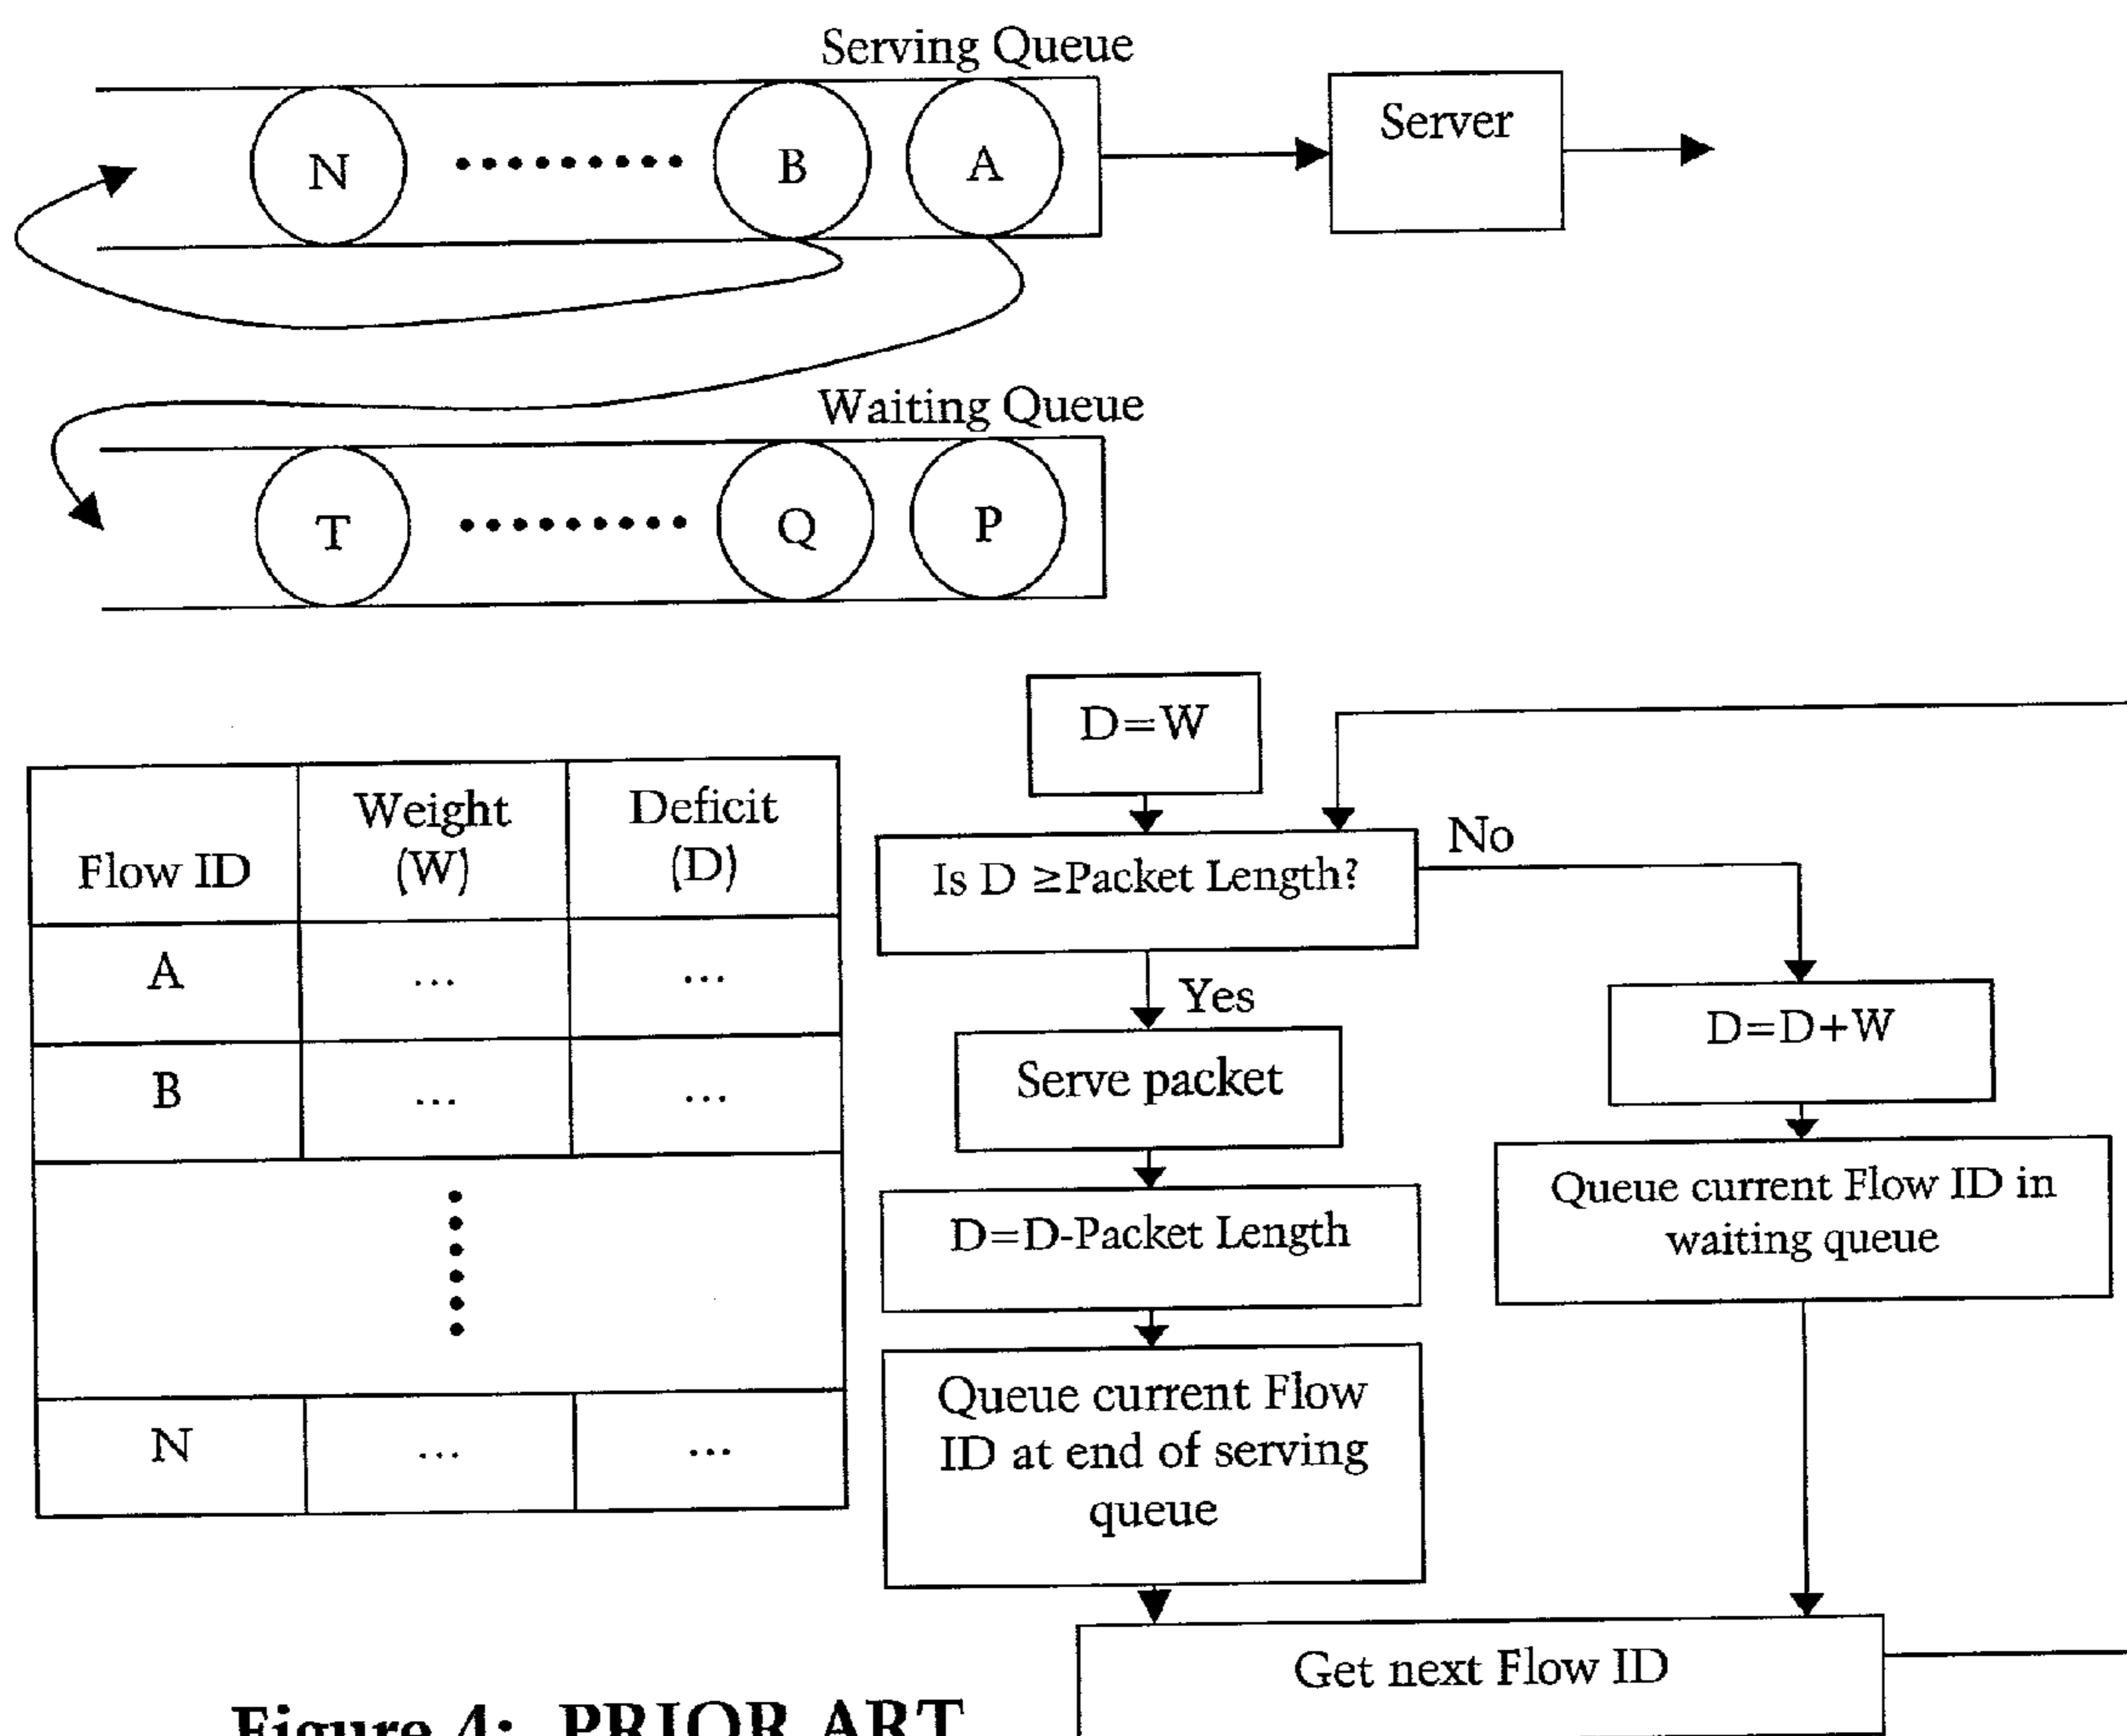 Serving Queue
N ......... B A
Server
Waiting Queue
T ......... Q P
Flow ID
Weight
(W)
Deficit
(D)
A ... ...
B ... ...
N ... ...
D=W
Is D ≥Packet Length?
No
Yes
Serve packet
D=D-Packet Length
Queue current Flow
ID at end of serving
queue
D=D+W
Queue current Flow ID in
waiting queue
Get next Flow ID
Figure 4: PRIOR ART